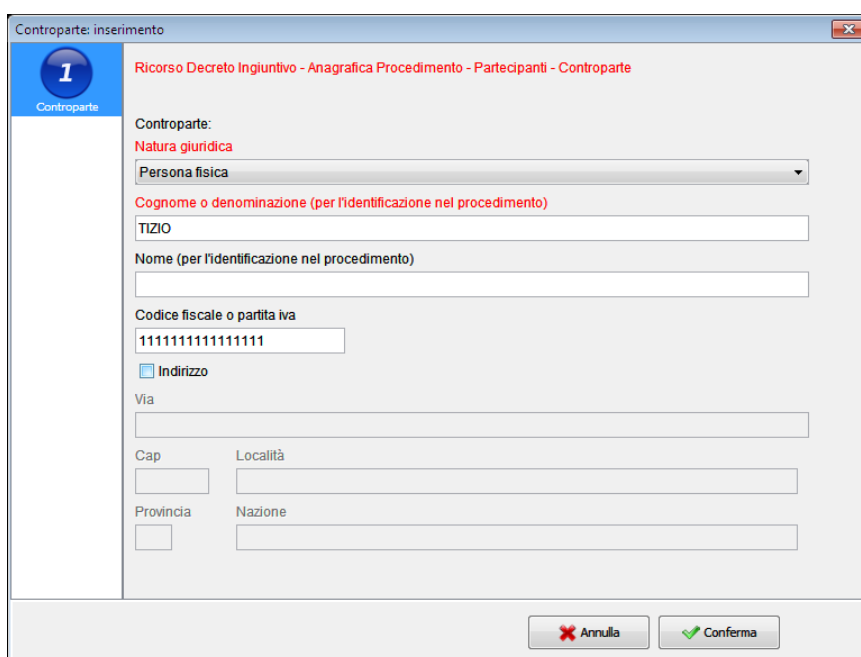 Controparte: inserimento
1
Controparte
Ricorso Decreto Ingiuntivo - Anagrafica Procedimento - Partecipanti - Controparte
Controparte:
Natura giuridica
Persona fisica
Cognome o denominazione (per l'identificazione nel procedimento)
TIZIO
Nome (per l'identificazione nel procedimento)
Codice fiscale o partita iva
1111111111111111
Indirizzo
Via
Cap Località
Provincia Nazione
Annulla Conferma